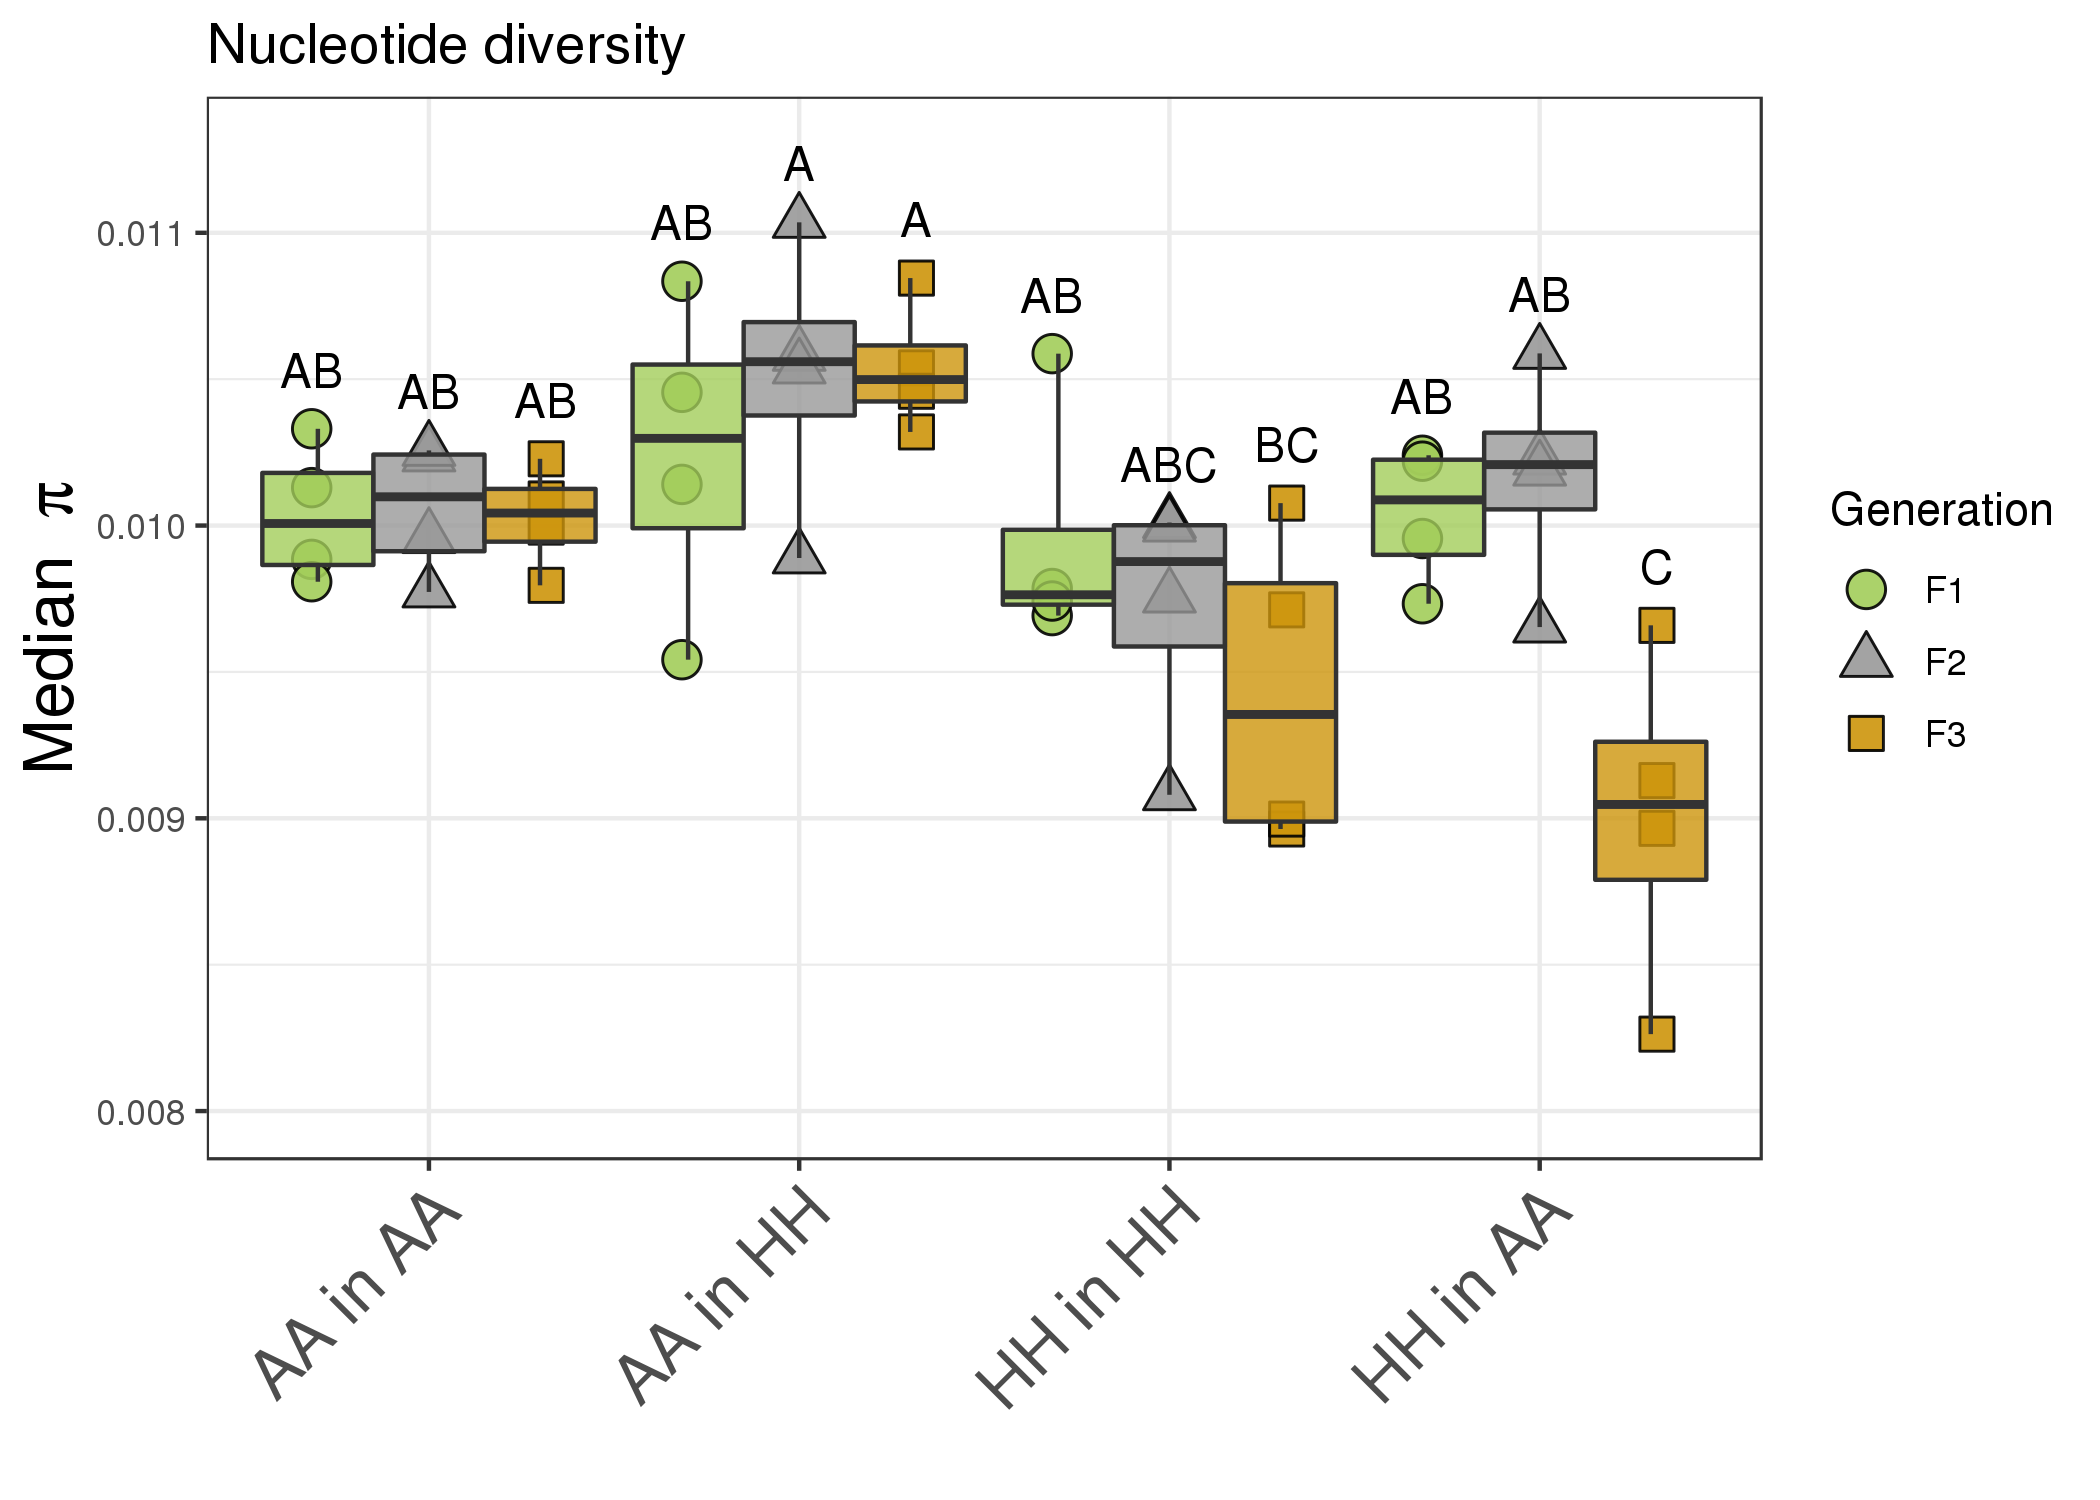 Nucleotide diversity
Median π
0.011
0.010
0.009
0.008
AB
AB
AB
AB
A
A
AB
ABC
BC
AB
AB
C
AA in AA
AA in HH
HH in HH
HH in AA
Generation
F1
F2
F3